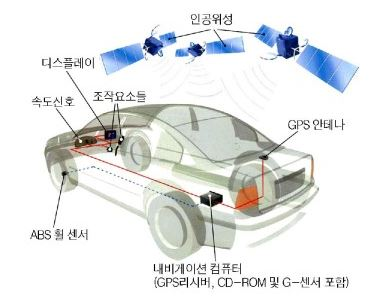 인공위성
디스플레이
속도신호
조작요소들
GPS 안테나
ABS 휠 센서
내비게이션 컴퓨터
(GPS리시버, CD-ROM 및 G-센서 포함)